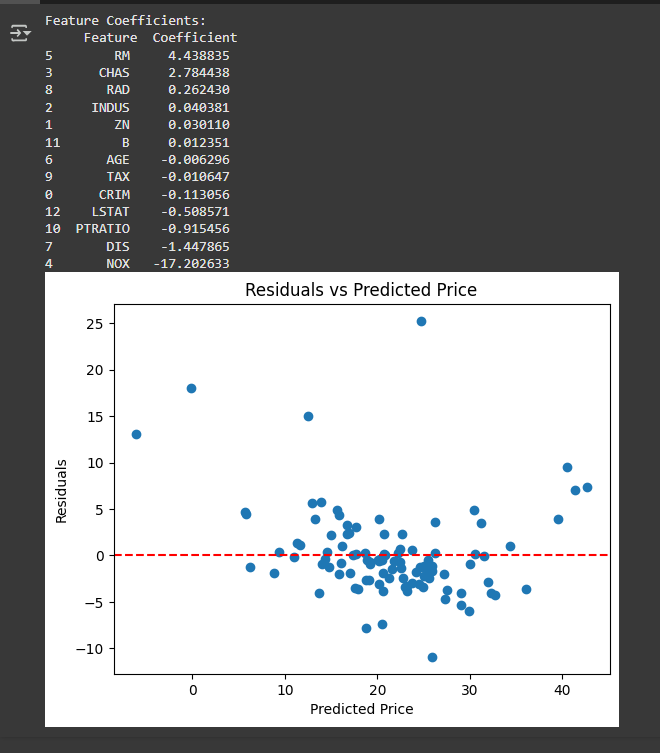 Feature Coefficients:
Feature Coefficient
5 RM 4.438835
3 CHAS 2.784438
8 RAD 0.262430
2 INDUS 0.040381
1 ZN 0.030110
11 B 0.012351
6 AGE -0.006296
9 TAX -0.010647
0 CRIM -0.113056
12 LSTAT -0.508571
10 PTRATIO -0.915456
7 DIS -1.447865
4 NOX -17.202633
Residuals vs Predicted Price
25
20
15
10
5
0
−5
−10
Residuals
0 10 20 30 40
Predicted Price